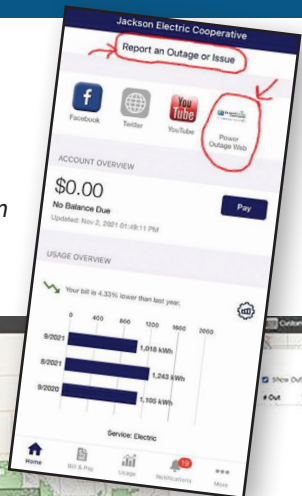 Jackson Electric Cooperative
Report an Outage or Issue
f
You
Tube
Facebook
Twitter
YouTube
Power
Outage Web
ACCOUNT OVERVIEW
$0.00
No Balance Due
Pay
Updated: Nov 2, 2021 01:49:11 PM
USAGE OVERVIEW
Your bill is 4.33% lower than last year.
0 400 800 1200 1600 2000
9/2021
1,018 kWh
8/2021
1,243 kWh
9/2020
1,105 kWh
Service: Electric
19
Home
Bill & Pay
Usage
Notifications
More
Show
# Out